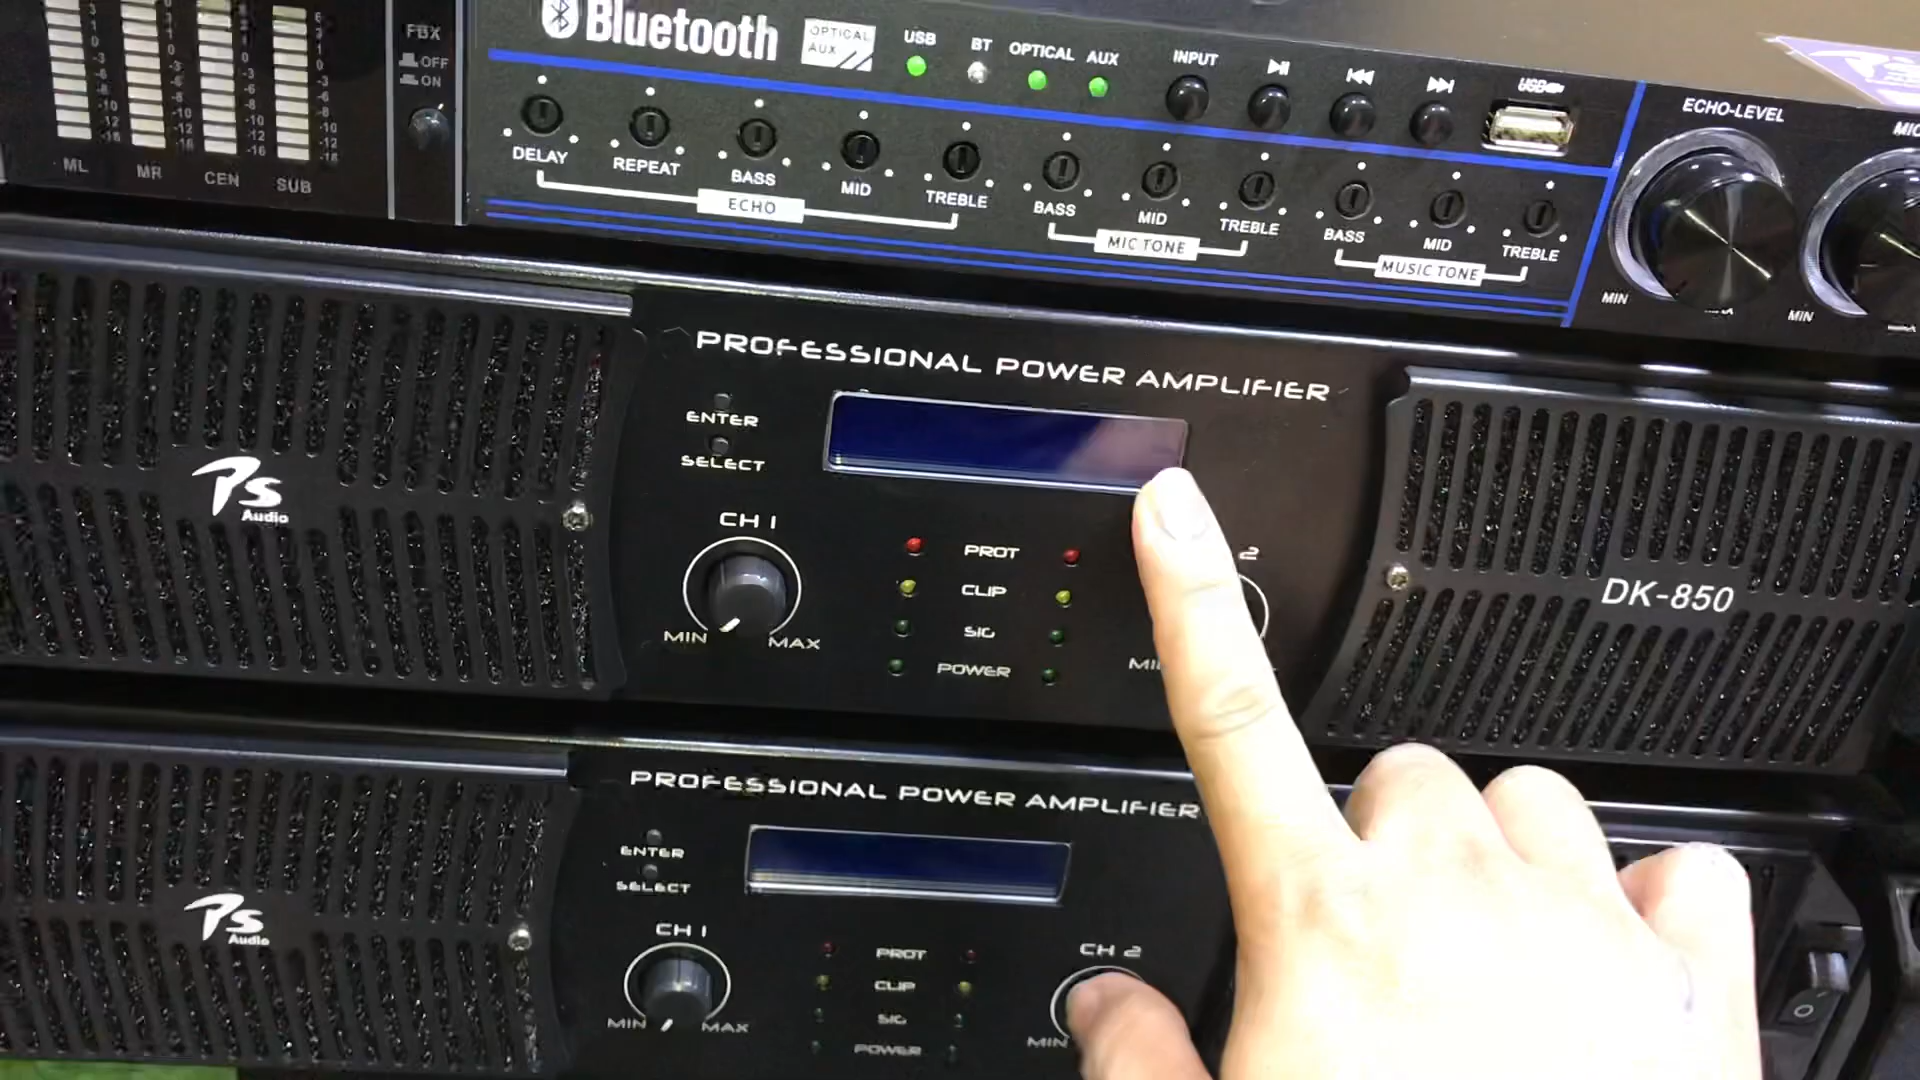 Bluetooth
OPTICAL
AUX
USB
BT
OPTICAL
AUX
INPUT
USB
FBX
OFF
ON
ML
MR
CEN
SUB
DELAY
REPEAT
BASS
MID
TREBLE
ECHO
BASS
MID
TREBLE
MIC TONE
BASS
MID
TREBLE
MUSIC TONE
ECHO-LEVEL
MIC
MIN
MIN
PROFESSIONAL POWER AMPLIFIER
ENTER
SELECT
CH 1
MIN
MAX
PROT
CLIP
SIG
POWER
2
PS
Audio
DK-850
PROFESSIONAL POWER AMPLIFIER
ENTER
SELECT
CH 1
MIN
MAX
PROT
CLIP
SIG
POWER
CH 2
MIN
PS
Audio